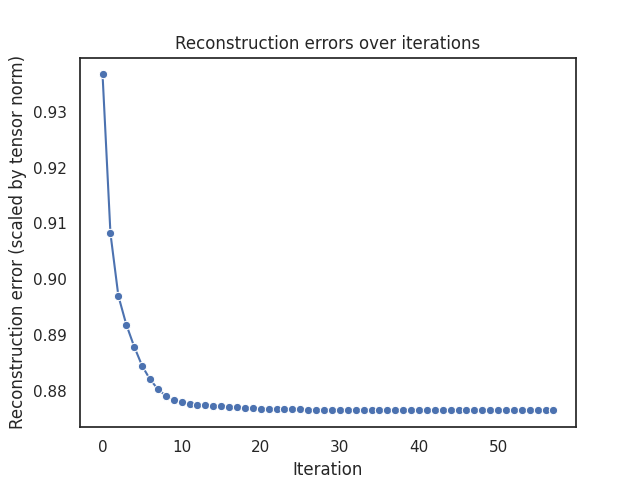 Reconstruction errors over iterations
Reconstruction error (scaled by tensor norm)
0.93
0.92
0.91
0.90
0.89
0.88
0 10 20 30 40 50
Iteration